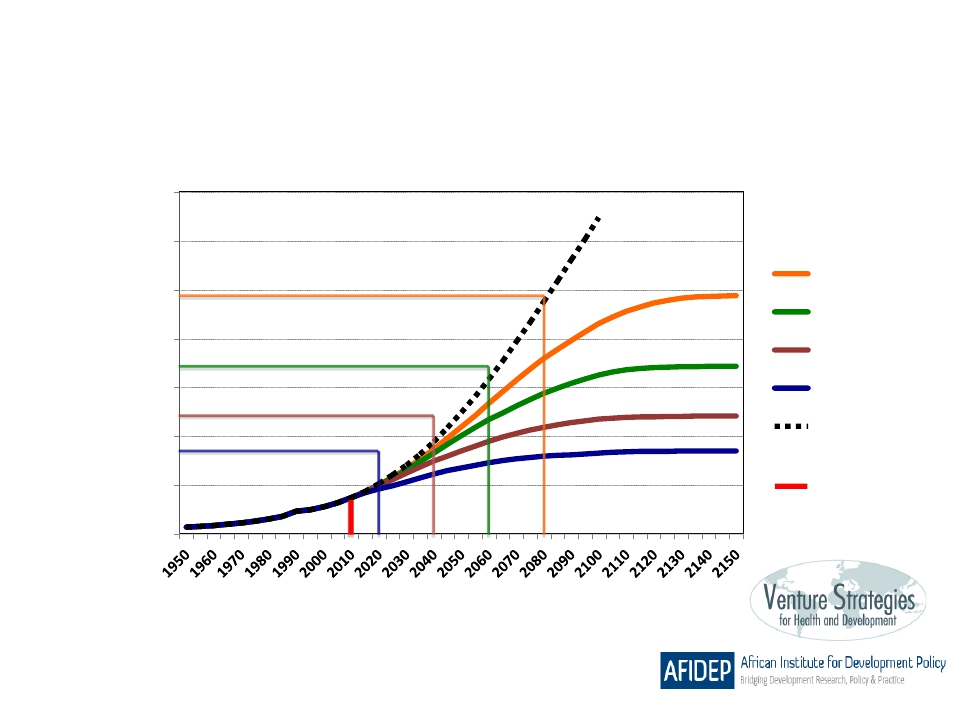 1950 1960 1970 1980 1990 2000 2010 2020 2030 2040 2050 2060 2070 2080 2090 2100 2110 2120 2130 2140 2150
Venture Strategies
for Health and Development
AFIDEP
African Institute for Development Policy
Bridging Development Research, Policy & Practice